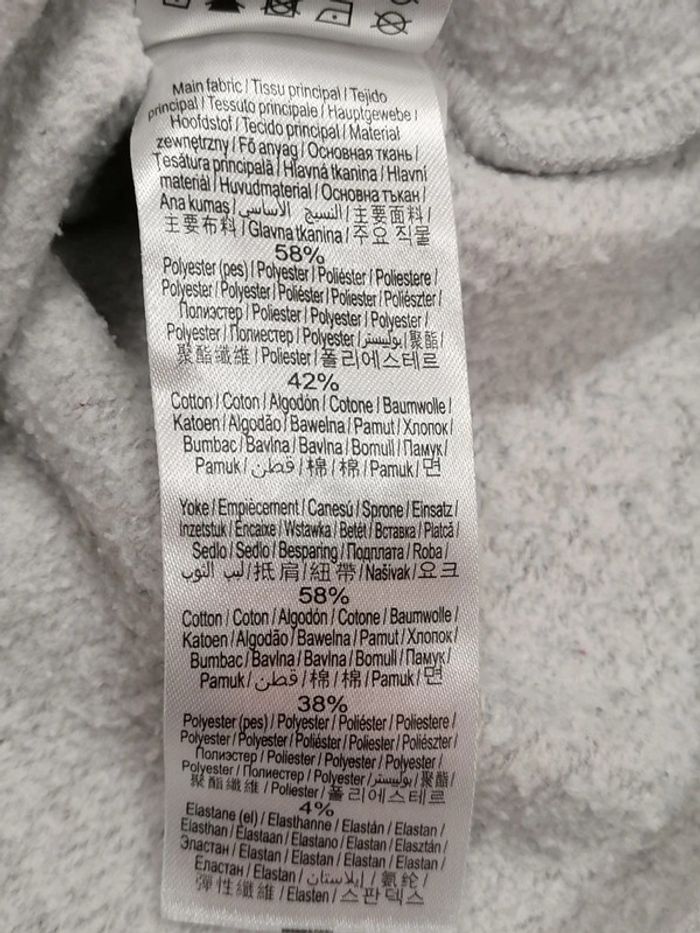 Main fabric / Tissu principal / Tejido
principal / Tessuto principale / Hauptgewebe /
Hoofdstof / Tecido principal / Material
zewnętrzny / Fő anyag / Основная ткань /
Țesătura principală / Hlavná tkanina / Hlavní
materiál / Huvudmaterial / Основна тъкан /
Ana kumaş / النسيج الأساسي / 主要面料 /
主要布料 / Glavna tkanina / 주요 직물
58%
Polyester (pes) / Polyester / Poliéster / Poliestere /
Polyester / Polyester / Poliéster / Poliester / Poliészter /
Полиэстер / Poliester / Polyester / Polyester /
Polyester / Полиестер / Polyester / بوليستر / 聚酯 /
聚酯纖維 / Poliester / 폴리에스테르
42%
Cotton / Coton / Algodón / Cotone / Baumwolle /
Katoen / Algodão / Bawełna / Pamut / Хлопок /
Bumbac / Bavlna / Bavlna / Bomull / Памук /
Pamuk / قطن / 棉 / 棉 / Pamuk / 면
Yoke / Empiècement / Canesú / Sprone / Einsatz /
Inzetstuk / Encaixe / Wstawka / Betét / Вставка / Platcă /
Sedlo / Sedlo / Besparing / Подплата / Roba /
لبب الثوب / 抵肩 / 紐帶 / Našivak / 요크
58%
Cotton / Coton / Algodón / Cotone / Baumwolle /
Katoen / Algodão / Bawełna / Pamut / Хлопок /
Bumbac / Bavlna / Bavlna / Bomull / Памук /
Pamuk / قطن / 棉 / 棉 / Pamuk / 면
38%
Polyester (pes) / Polyester / Poliéster / Poliestere /
Polyester / Polyester / Poliéster / Poliester / Poliészter /
Полиэстер / Poliester / Polyester / Polyester /
Polyester / Полиестер / Polyester / بوليستر / 聚酯 /
聚酯纖維 / Poliester / 폴리에스테르
4%
Elastane (el) / Elasthanne / Elastán / Elastan /
Elasthan / Elastaan / Elastano / Elastan / Elasztán /
Эластан / Elastan / Elastan / Elastan / Elastan /
Еластан / Elastan / إيلاستان / 氨纶 /
彈性纖維 / Elasten / 스판덱스